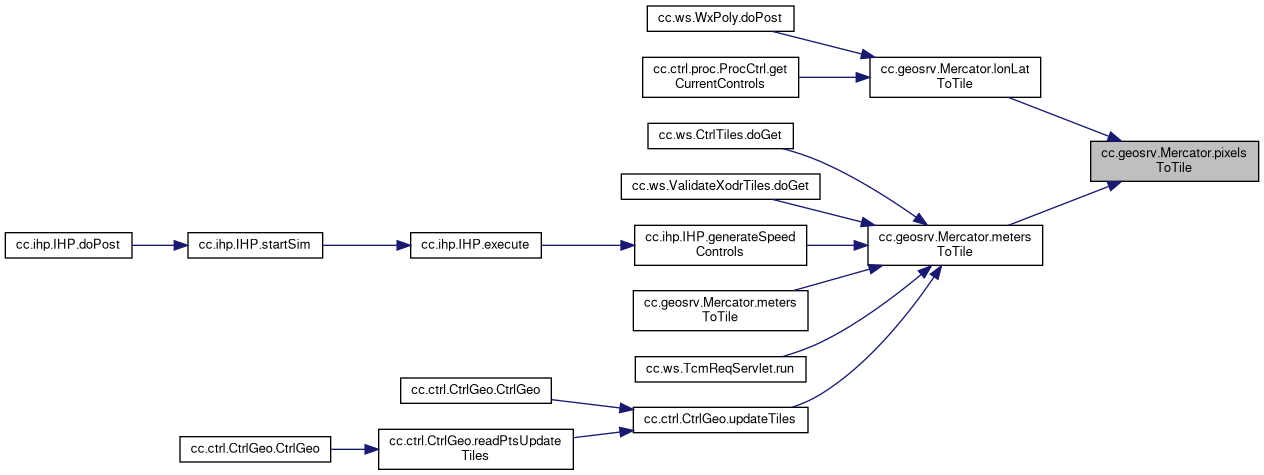 cc.ws.WxPoly.doPost
cc.ctrl.proc.ProcCtrl.get
CurrentControls
cc.geosrv.Mercator.lonLat
ToTile
cc.ws.CtrlTiles.doGet
cc.geosrv.Mercator.pixels
ToTile
cc.ws.ValidateXodrTiles.doGet
cc.ihp.IHP.doPost
cc.ihp.IHP.startSim
cc.ihp.IHP.execute
cc.ihp.IHP.generateSpeed
Controls
cc.geosrv.Mercator.meters
ToTile
cc.geosrv.Mercator.meters
ToTile
cc.ws.TcmReqServlet.run
cc.ctrl.CtrlGeo.CtrlGeo
cc.ctrl.CtrlGeo.updateTiles
cc.ctrl.CtrlGeo.CtrlGeo
cc.ctrl.CtrlGeo.readPtsUpdate
Tiles